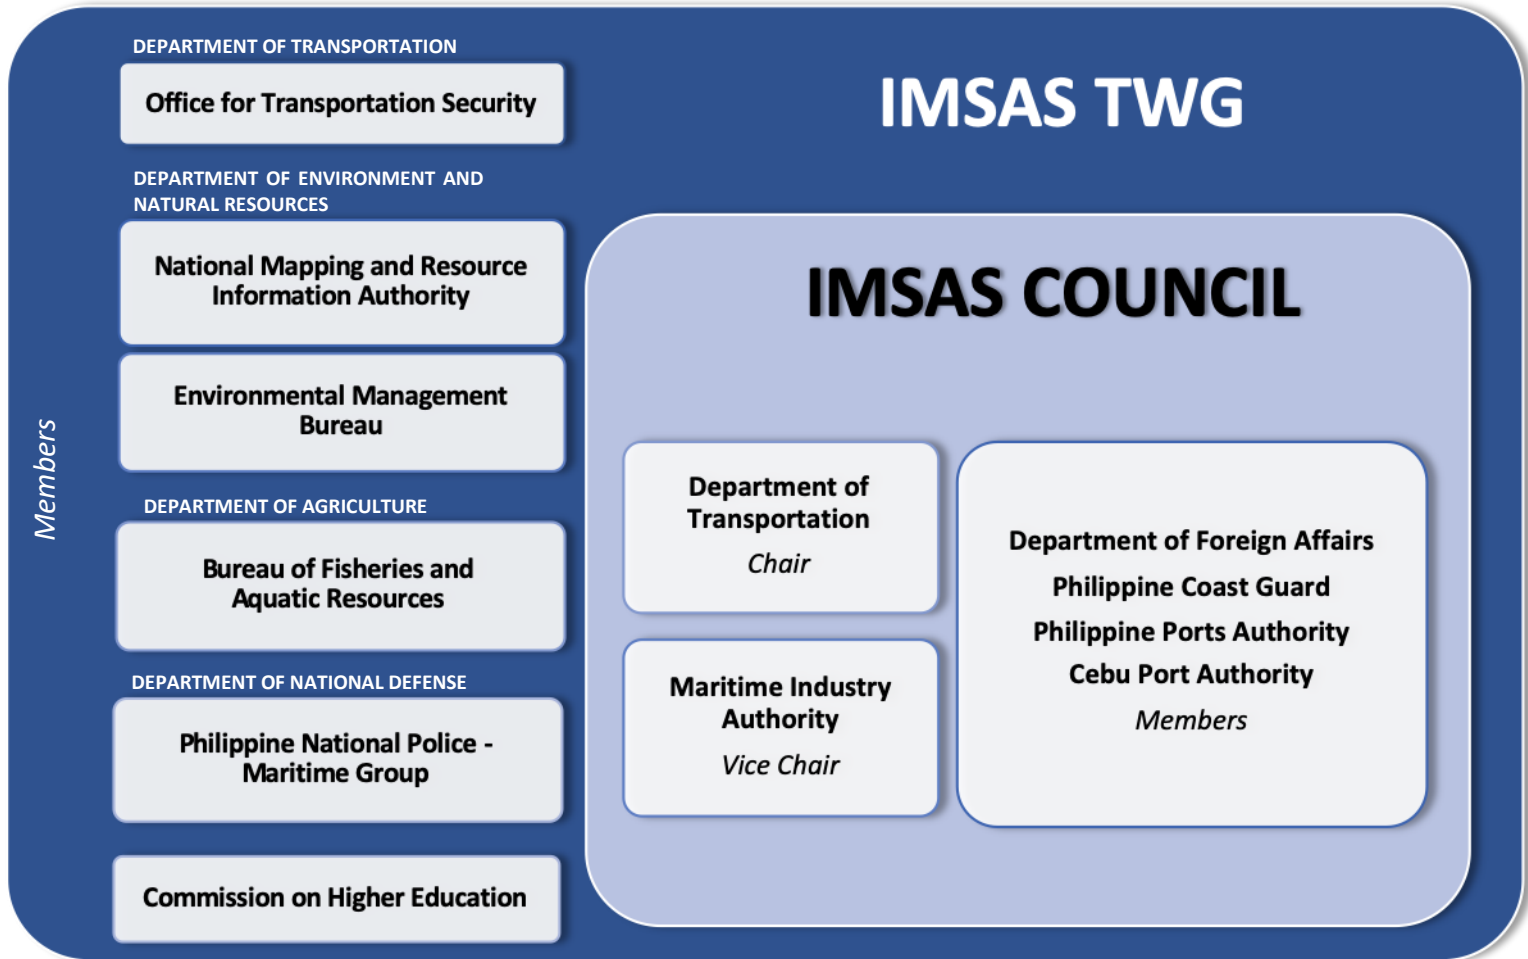 DEPARTMENT OF TRANSPORTATION
Office for Transportation Security
DEPARTMENT OF ENVIRONMENT AND
NATURAL RESOURCES
National Mapping and Resource
Information Authority
Environmental Management
Bureau
DEPARTMENT OF AGRICULTURE
Bureau of Fisheries and
Aquatic Resources
DEPARTMENT OF NATIONAL DEFENSE
Philippine National Police -
Maritime Group
Commission on Higher Education
Members
IMSAS TWG
IMSAS COUNCIL
Department of
Transportation
Chair
Maritime Industry
Authority
Vice Chair
Department of Foreign Affairs
Philippine Coast Guard
Philippine Ports Authority
Cebu Port Authority
Members